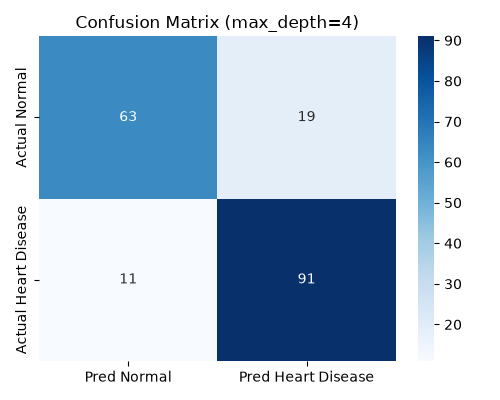 Confusion Matrix (max_depth=4)
Actual Normal
Actual Heart Disease
63
19
11
91
Pred Normal
Pred Heart Disease
90
80
70
60
50
40
30
20